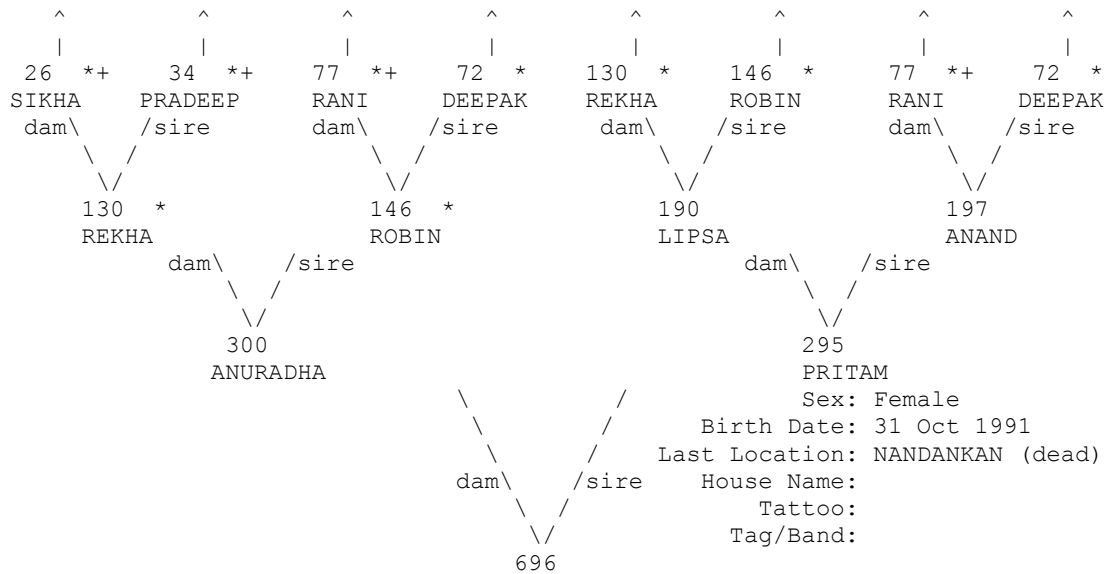 ^ ^ ^ ^ ^ ^ ^ ^
| | | | | | | |
26 *+ 34 *+ 77 *+ 72 * 130 * 146 * 77 *+ 72 *
SIKHA PRADEEP RANI DEEPAK REKHA ROBIN RANI DEEPAK
dam\ /sire dam\ /sire dam\ /sire dam\ /sire
\ / \ / \ / \ /
\/ \/ \/ \/
130 * 146 * 190 197
REKHA ROBIN LIPSA ANAND
dam\ /sire dam\ /sire
\ / \ /
\/ \/
300 295
ANURADHA PRITAM
\ / Sex: Female
\ / Birth Date: 31 Oct 1991
\ / Last Location: NANDANKAN (dead)
dam\ /sire House Name:
\ / Tattoo:
\/ Tag/Band:
696